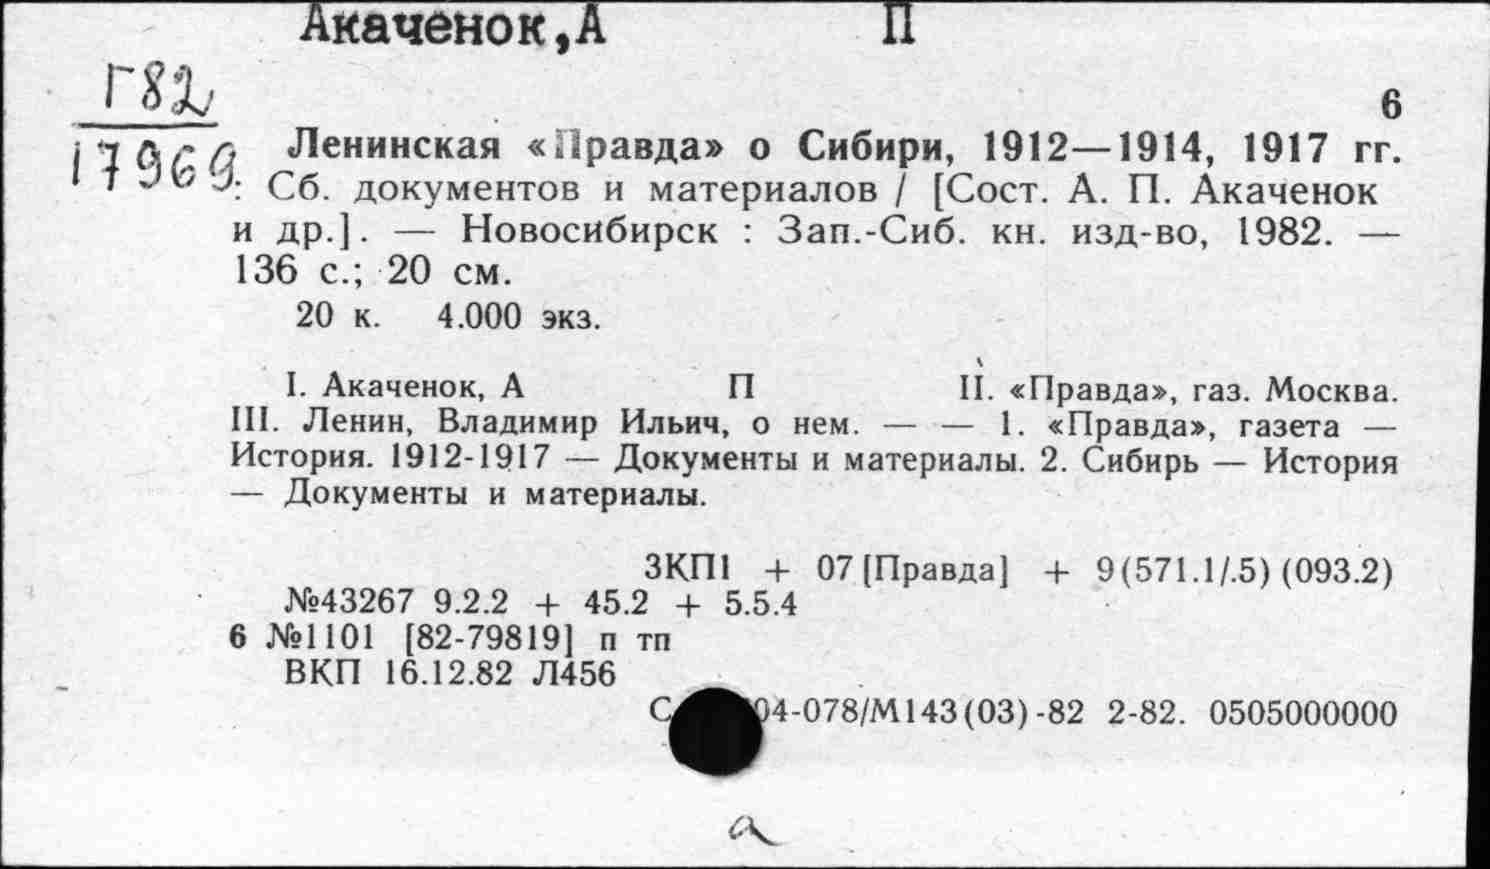 Акаченок,А П
Г82
17969
6
Ленинская «Правда» о Сибири, 1912—1914, 1917 гг.
: Сб. документов и материалов / [Сост. А. П. Акаченок
и др.]. — Новосибирск : Зап.-Сиб. кн. изд-во, 1982. —
136 с.; 20 см.
20 к. 4.000 экз.
I. Акаченок, А П II. «Правда», газ. Москва.
III. Ленин, Владимир Ильич, о нем. — — 1. «Правда», газета —
История. 1912-1917 — Документы и материалы. 2. Сибирь — История
— Документы и материалы.
ЗКП1 + 07 [Правда] + 9(571.1/.5) (093.2)
№43267 9.2.2 + 45.2 + 5.5.4
6 №1101 [82-79819] п тп
ВКП 16.12.82 Л456
С 04-078/М143(03)-82 2-82. 0505000000
а